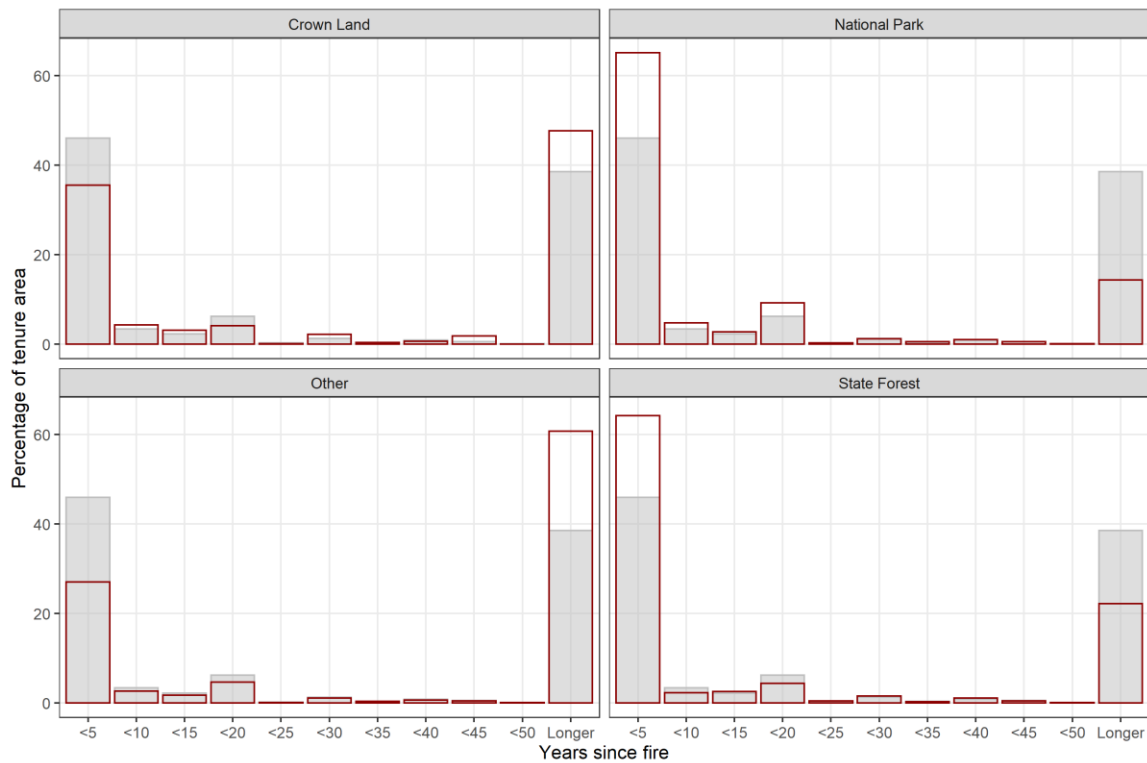 Crown Land
National Park
60
40
20
0
Other
State Forest
60
40
20
0
Percentage of tenure area
<5 <10 <15 <20 <25 <30 <35 <40 <45 <50 Longer
<5 <10 <15 <20 <25 <30 <35 <40 <45 <50 Longer
Years since fire